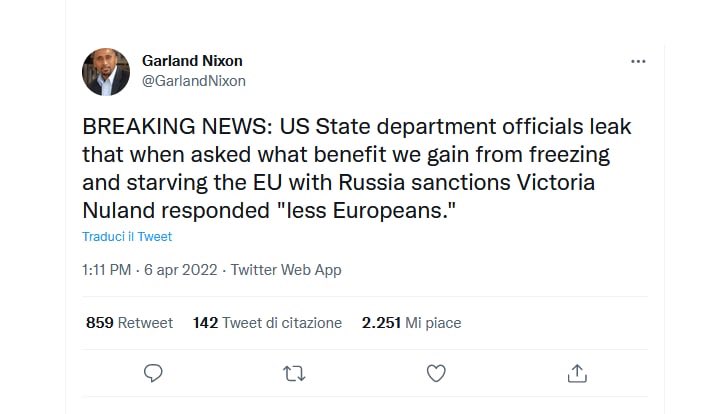 Garland Nixon
@GarlandNixon
BREAKING NEWS: US State department officials leak
that when asked what benefit we gain from freezing
and starving the EU with Russia sanctions Victoria
Nuland responded "less Europeans."
Traduci il Tweet
1:11 PM · 6 apr 2022 · Twitter Web App
859 Retweet 142 Tweet di citazione 2.251 Mi piace